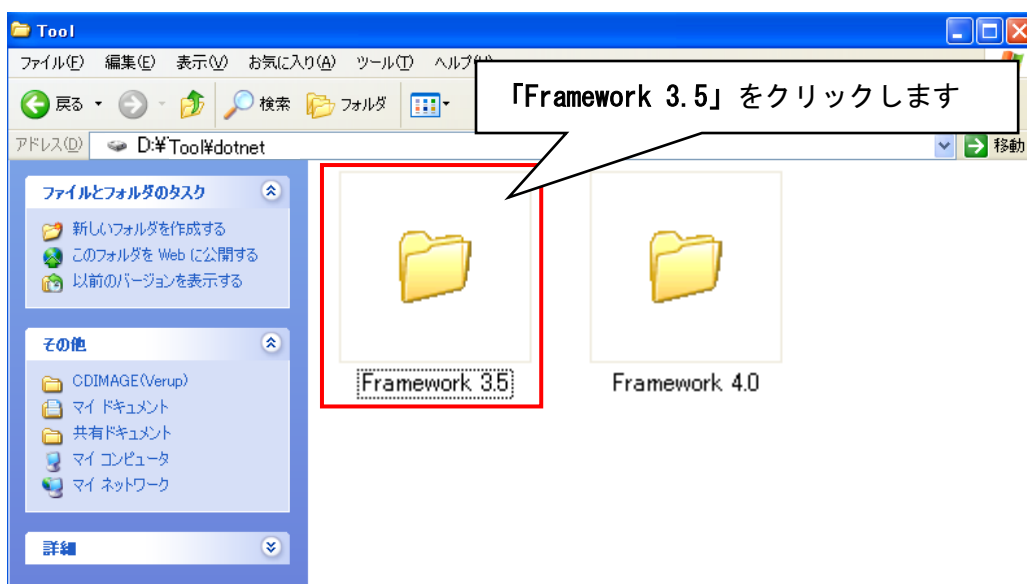 Tool
ファイル(F) 編集(E) 表示(V) お気に入り(A) ツール(T) ヘルプ(H)
「Framework 3.5」をクリックします
戻る 検索 フォルダ
アドレス(D) D:¥Tool¥dotnet 移動
ファイルとフォルダのタスク
新しいフォルダを作成する
このフォルダを Web に公開する
以前のバージョンを表示する
その他
CDIMAGE(Verup)
マイ ドキュメント
共有ドキュメント
マイ コンピュータ
マイ ネットワーク
詳細
Framework 3.5
Framework 4.0